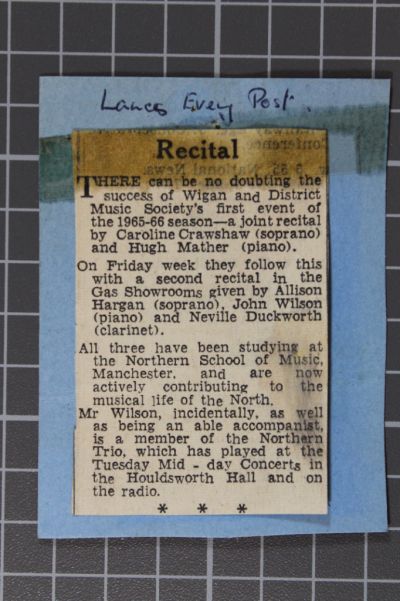 Lancs Eveg Post.
Recital
THERE can be no doubting the
success of Wigan and District
Music Society's first event of
the 1965-66 season—a joint recital
by Caroline Crawshaw (soprano)
and Hugh Mather (piano).
On Friday week they follow this
with a second recital in the
Gas Showrooms given by Allison
Hargan (soprano), John Wilson
(piano) and Neville Duckworth
(clarinet).
All three have been studying at
the Northern School of Music,
Manchester, and are now
actively contributing to the
musical life of the North.
Mr Wilson, incidentally, as well
as being an able accompanist,
is a member of the Northern
Trio, which has played at the
Tuesday Mid - day Concerts in
the Houldsworth Hall and on
the radio.
* * *